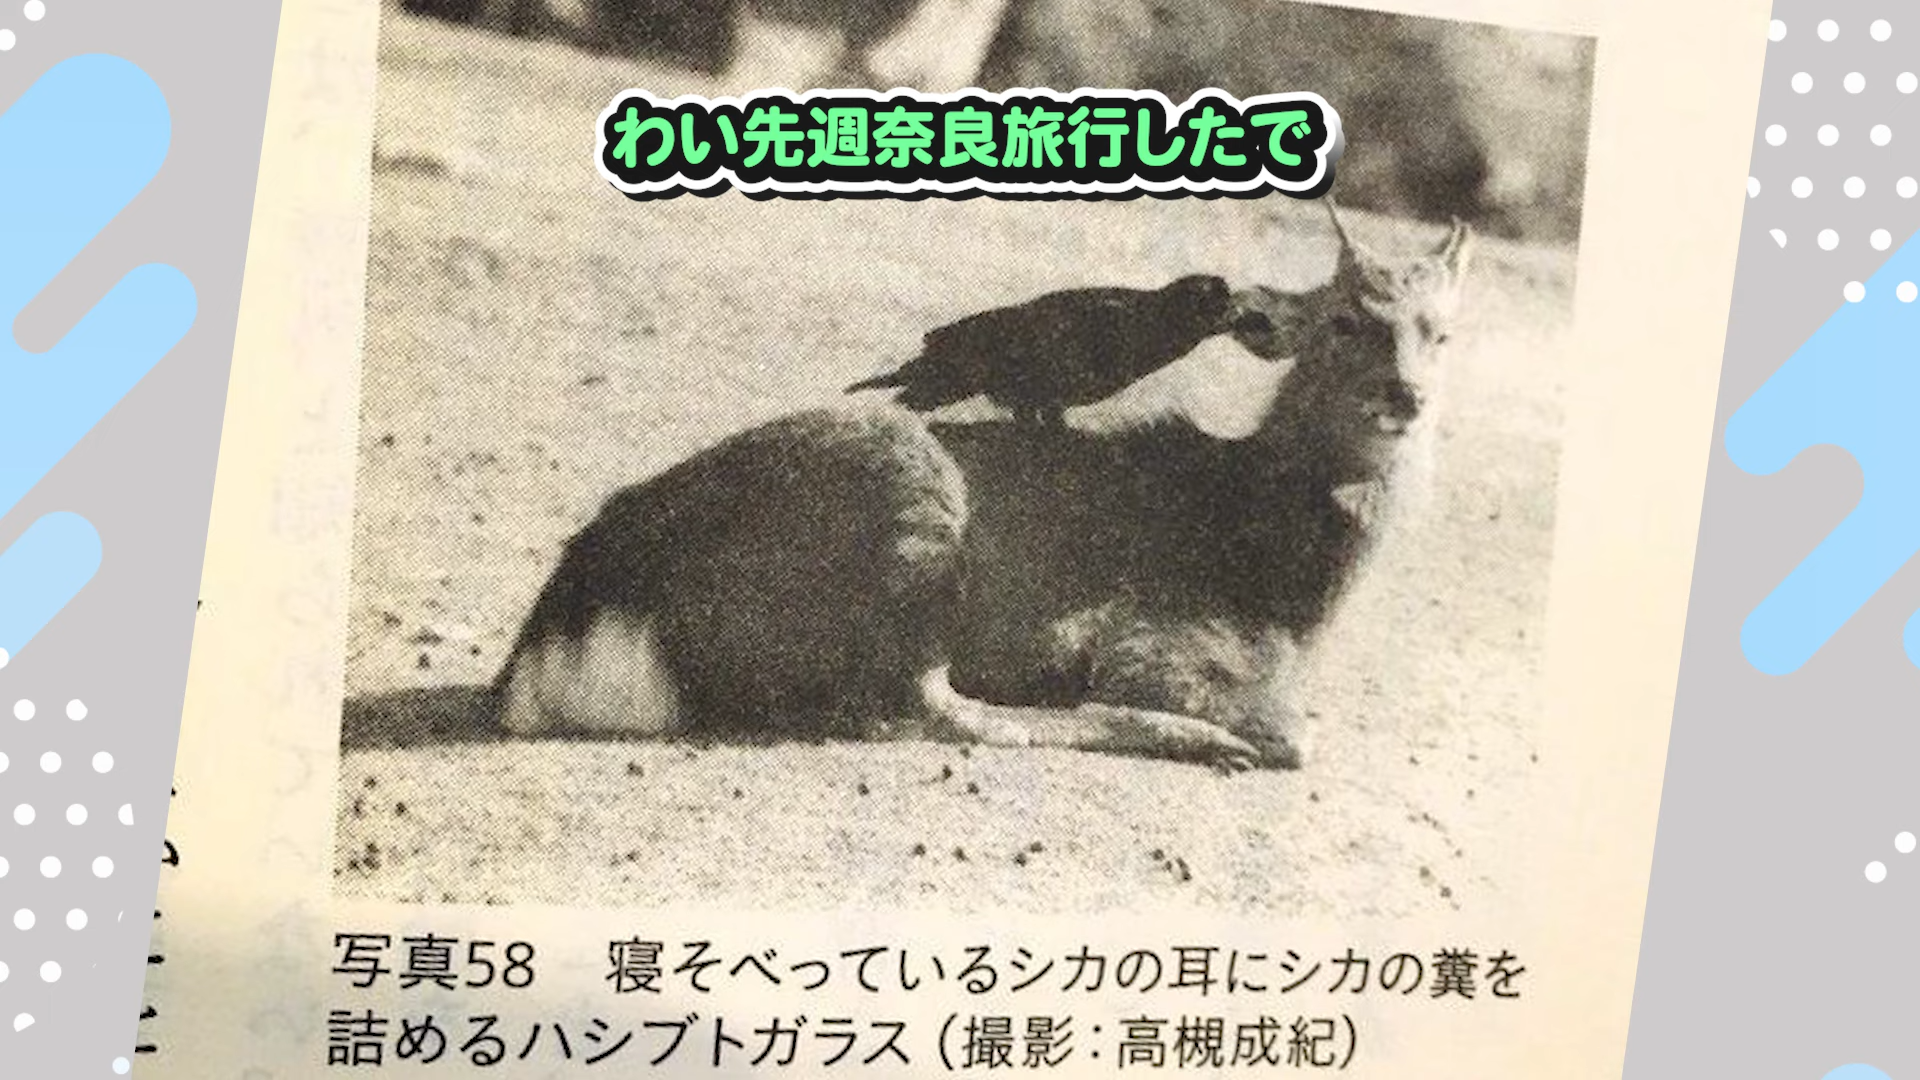 わい先週奈良旅行したで
写真58 寝そべっているシカの耳にシカの糞を
詰めるハシブトガラス(撮影:高槻成紀)